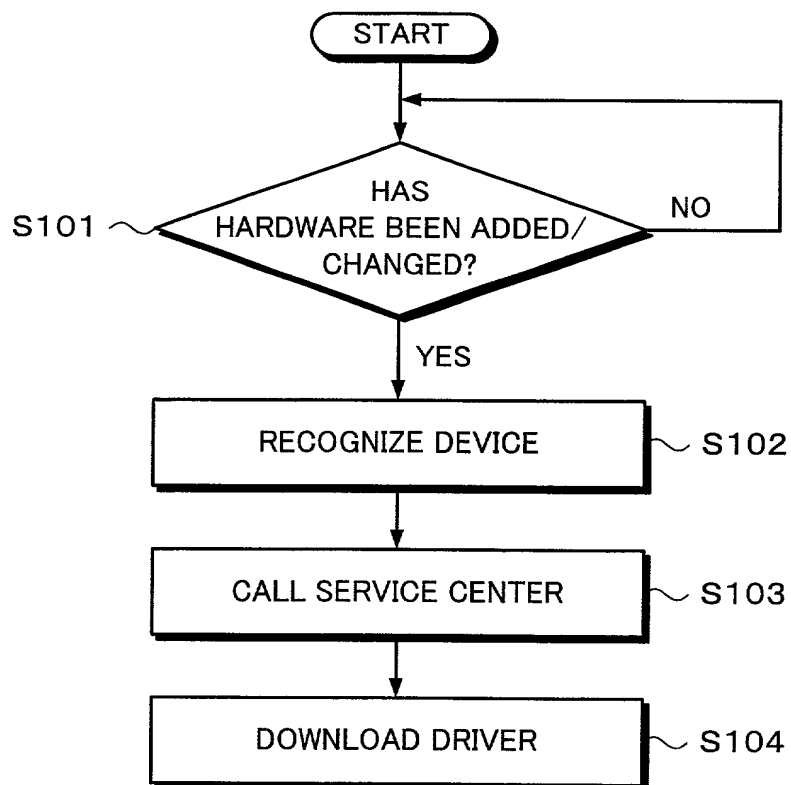 START
HAS
HARDWARE BEEN ADDED/
CHANGED?
S101
NO
YES
RECOGNIZE DEVICE
S102
CALL SERVICE CENTER
S103
DOWNLOAD DRIVER
S104